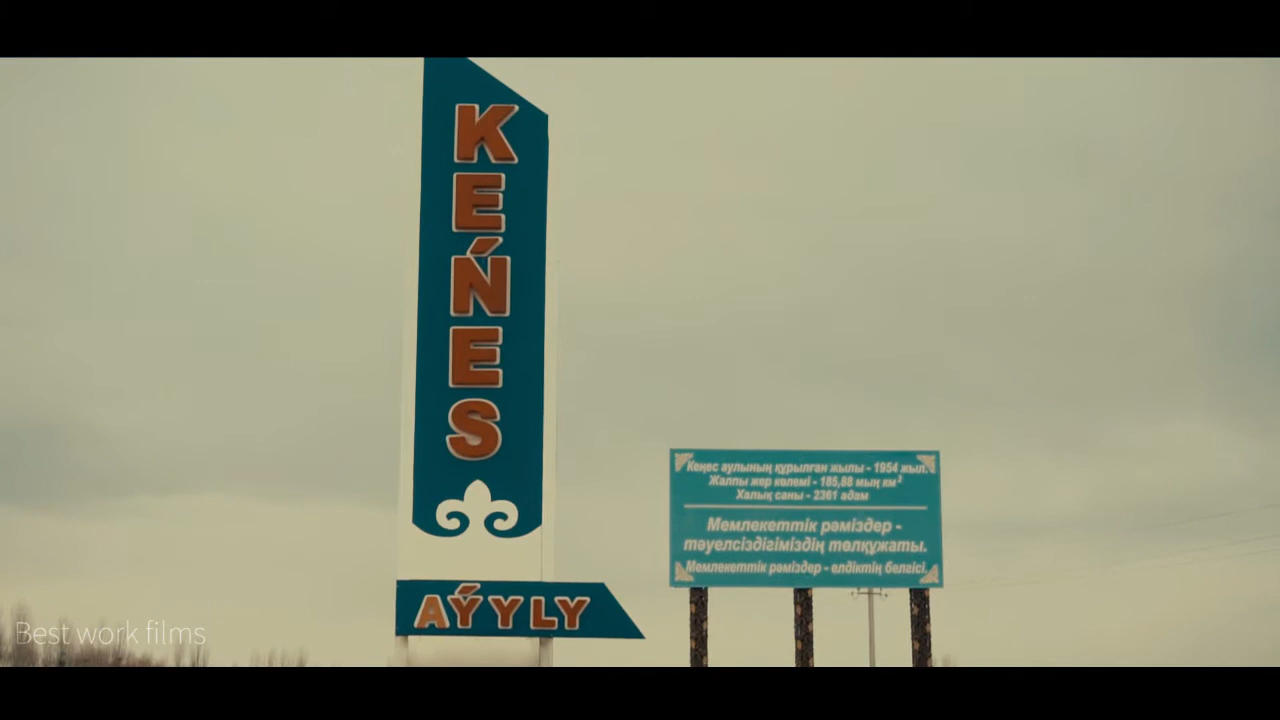 KEŃES
AÝYLY
Кеңес аулының құрылған жылы - 1954 жыл.
Жалпы жер көлемі - 185,88 мың км²
Халық саны - 2361 адам
Мемлекеттік рәміздер -
тәуелсіздігіміздің төлқұжаты.
Мемлекеттік рәміздер - елдіктің белгісі.
Best work films